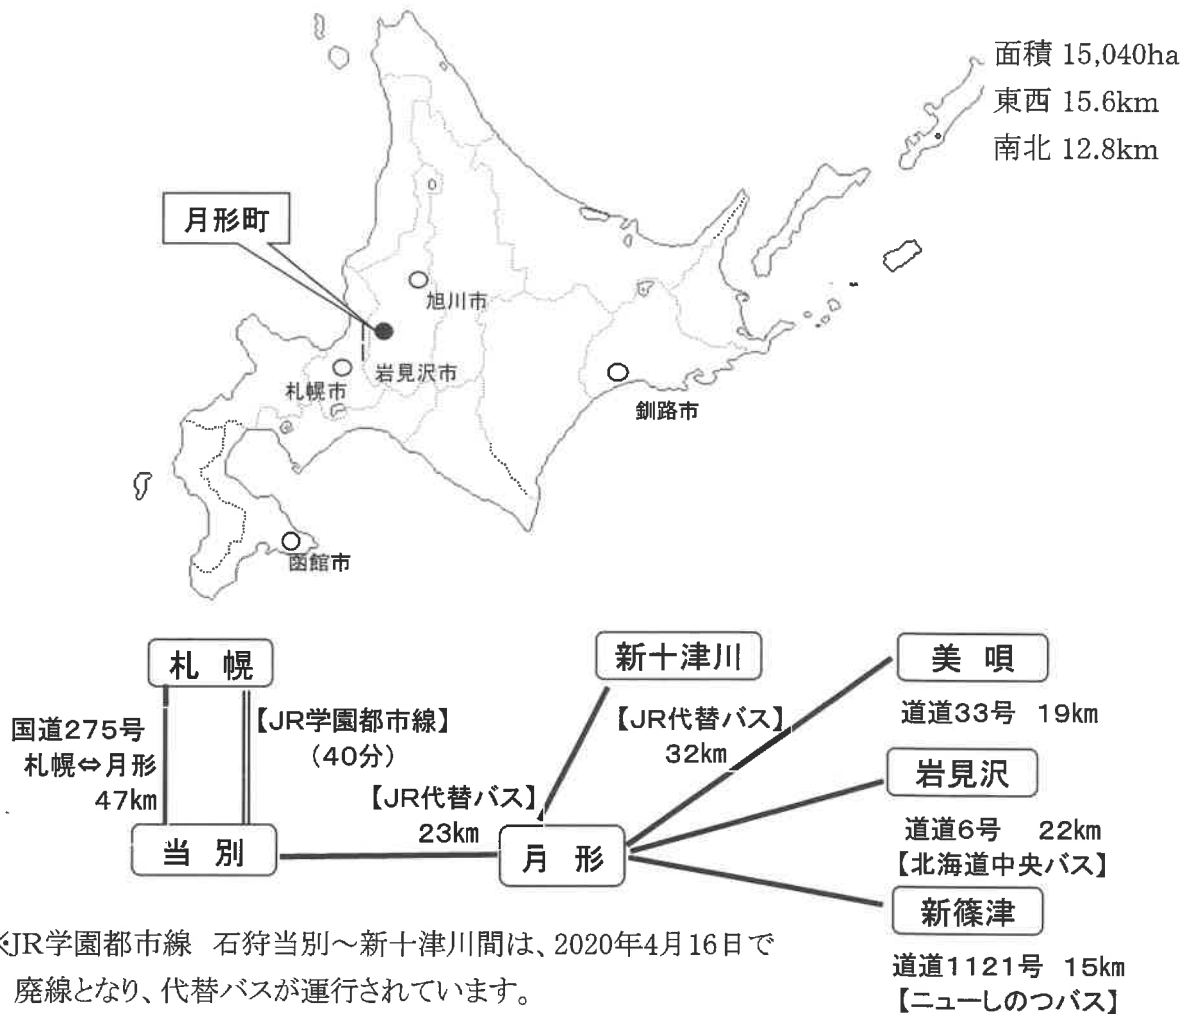 面積 15,040ha
東西 15.6km
南北 12.8km
月形町
旭川市
岩見沢市
札幌市
釧路市
函館市
札 幌
新十津川
美 唄
国道275号
札幌⇔月形
47km
【JR学園都市線】
(40分)
【JR代替バス】
32km
道道33号 19km
岩見沢
【JR代替バス】
23km
道道6号 22km
【北海道中央バス】
当 別
月 形
新篠津
道道1121号 15km
【ニューしのつバス】
※JR学園都市線 石狩当別~新十津川間は、2020年4月16日で
廃線となり、代替バスが運行されています。